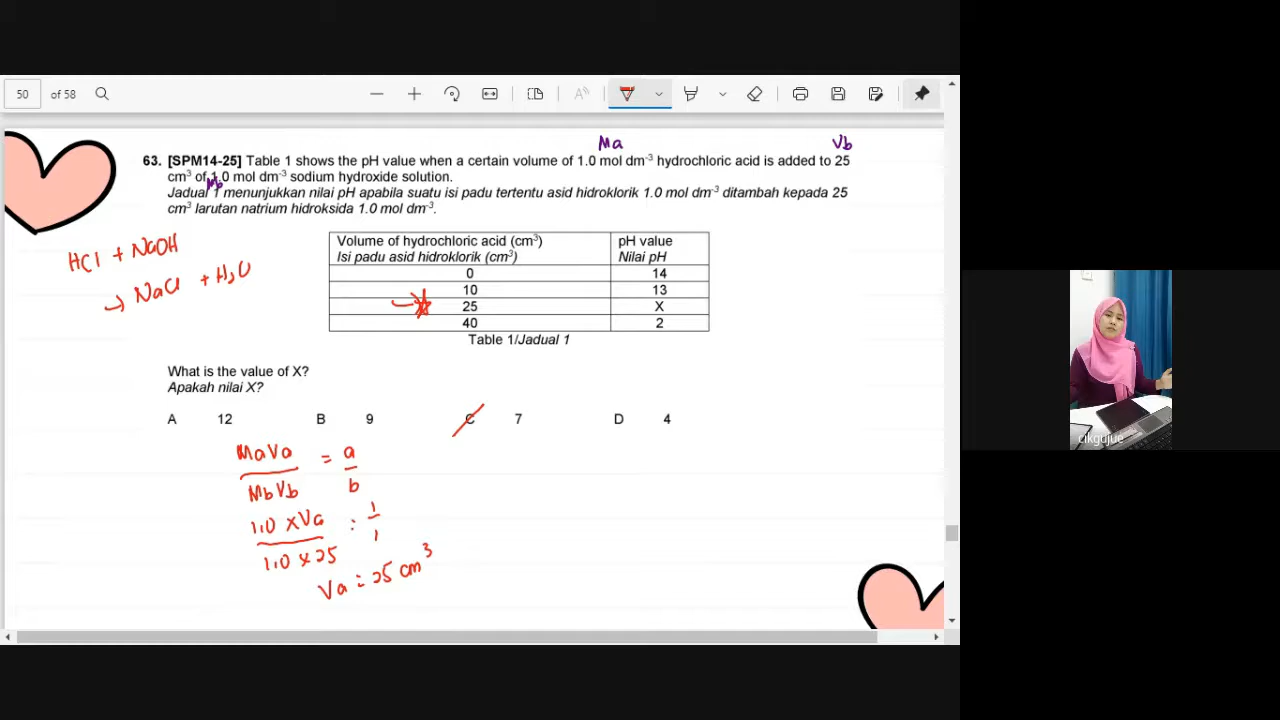 50 of 58
Ma Vb
63. [SPM14-25] Table 1 shows the pH value when a certain volume of 1.0 mol dm-3 hydrochloric acid is added to 25
cm3 of 1.0 mol dm-3 sodium hydroxide solution.
Mb
Jadual 1 menunjukkan nilai pH apabila suatu isi padu tertentu asid hidroklorik 1.0 mol dm-3 ditambah kepada 25
cm3 larutan natrium hidroksida 1.0 mol dm-3.
HCl + NaOH
→ NaCl + H2O
Volume of hydrochloric acid (cm3) pH value
Isi padu asid hidroklorik (cm3) Nilai pH
0 14
10 13
25 X
40 2
Table 1/Jadual 1
What is the value of X?
Apakah nilai X?
A 12 B 9 C 7 D 4
MaVa = a
MbVb b
1.0 x Va : 1
1.0 x 25 1
Va = 25 cm3
cikgujue